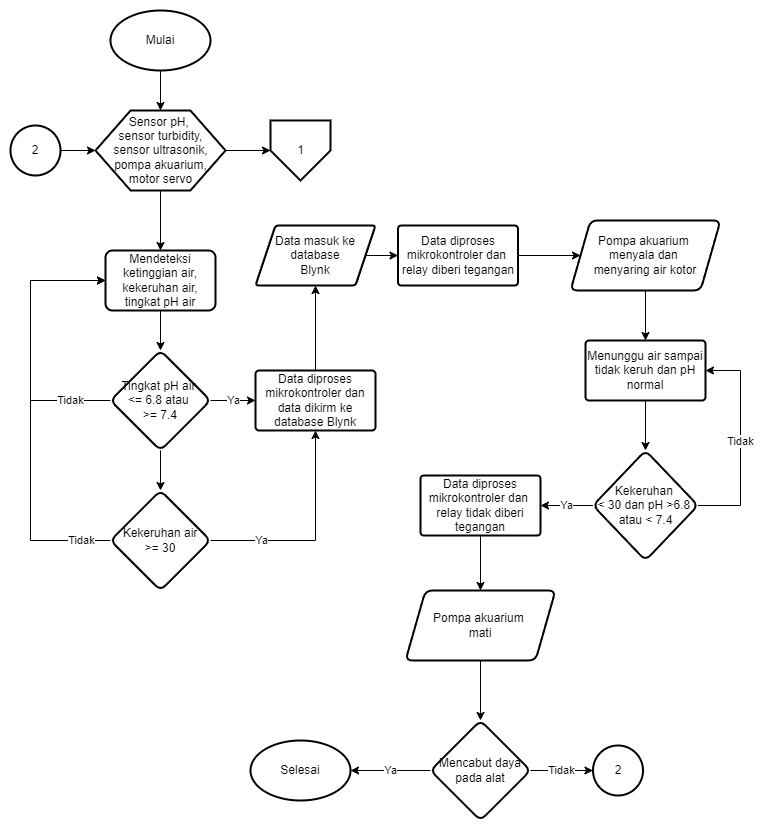 Mulai
Sensor pH,
sensor turbidity,
sensor ultrasonik,
pompa akuarium,
motor servo
2
1
Mendeteksi
ketinggian air,
kekeruhan air,
tingkat pH air
Tingkat pH air
<= 6.8 atau
>= 7.4
Tidak
Ya
Kekeruhan air
>= 30
Tidak
Ya
Data diproses
mikrokontroler dan
data dikirm ke
database Blynk
Data masuk ke
database
Blynk
Data diproses
mikrokontroler dan
relay diberi tegangan
Pompa akuarium
menyala dan
menyaring air kotor
Menunggu air sampai
tidak keruh dan pH
normal
Kekeruhan
< 30 dan pH >6.8
atau < 7.4
Tidak
Ya
Data diproses
mikrokontroler dan
relay tidak diberi
tegangan
Pompa akuarium
mati
Mencabut daya
pada alat
Ya
Selesai
Tidak
2